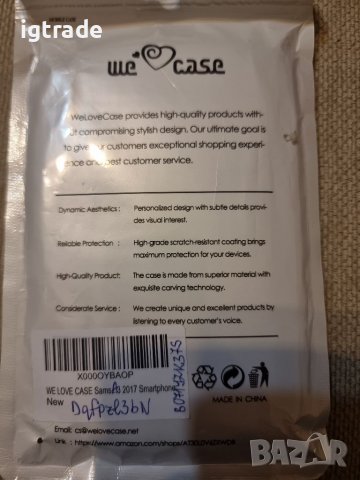 MOBILE CASE
igtrade
we case
WeLoveCase provides high-quality products with-
out compromising stylish design. Our ultimate goal is
to give our customers exceptional shopping experi-
ence and best customer service.
Dynamic Aesthetics : Personalized design with subtle details provides visual interest.
Reliable Protection : High grade scratch-resistant coating brings maximum protection for your devices.
High-Quality Product: The case is made from superior material with exquisite carving technology.
Considerate Service : We create unique and excellent products by listening to every customer's voice.
X000OYBAOP
WE LOVE CASE 2017 Smartphone
New
MADE IN CHINA
Email: cs@welovecase.net
Link : https://www.amazon.com/shops/
BAZAR
bg